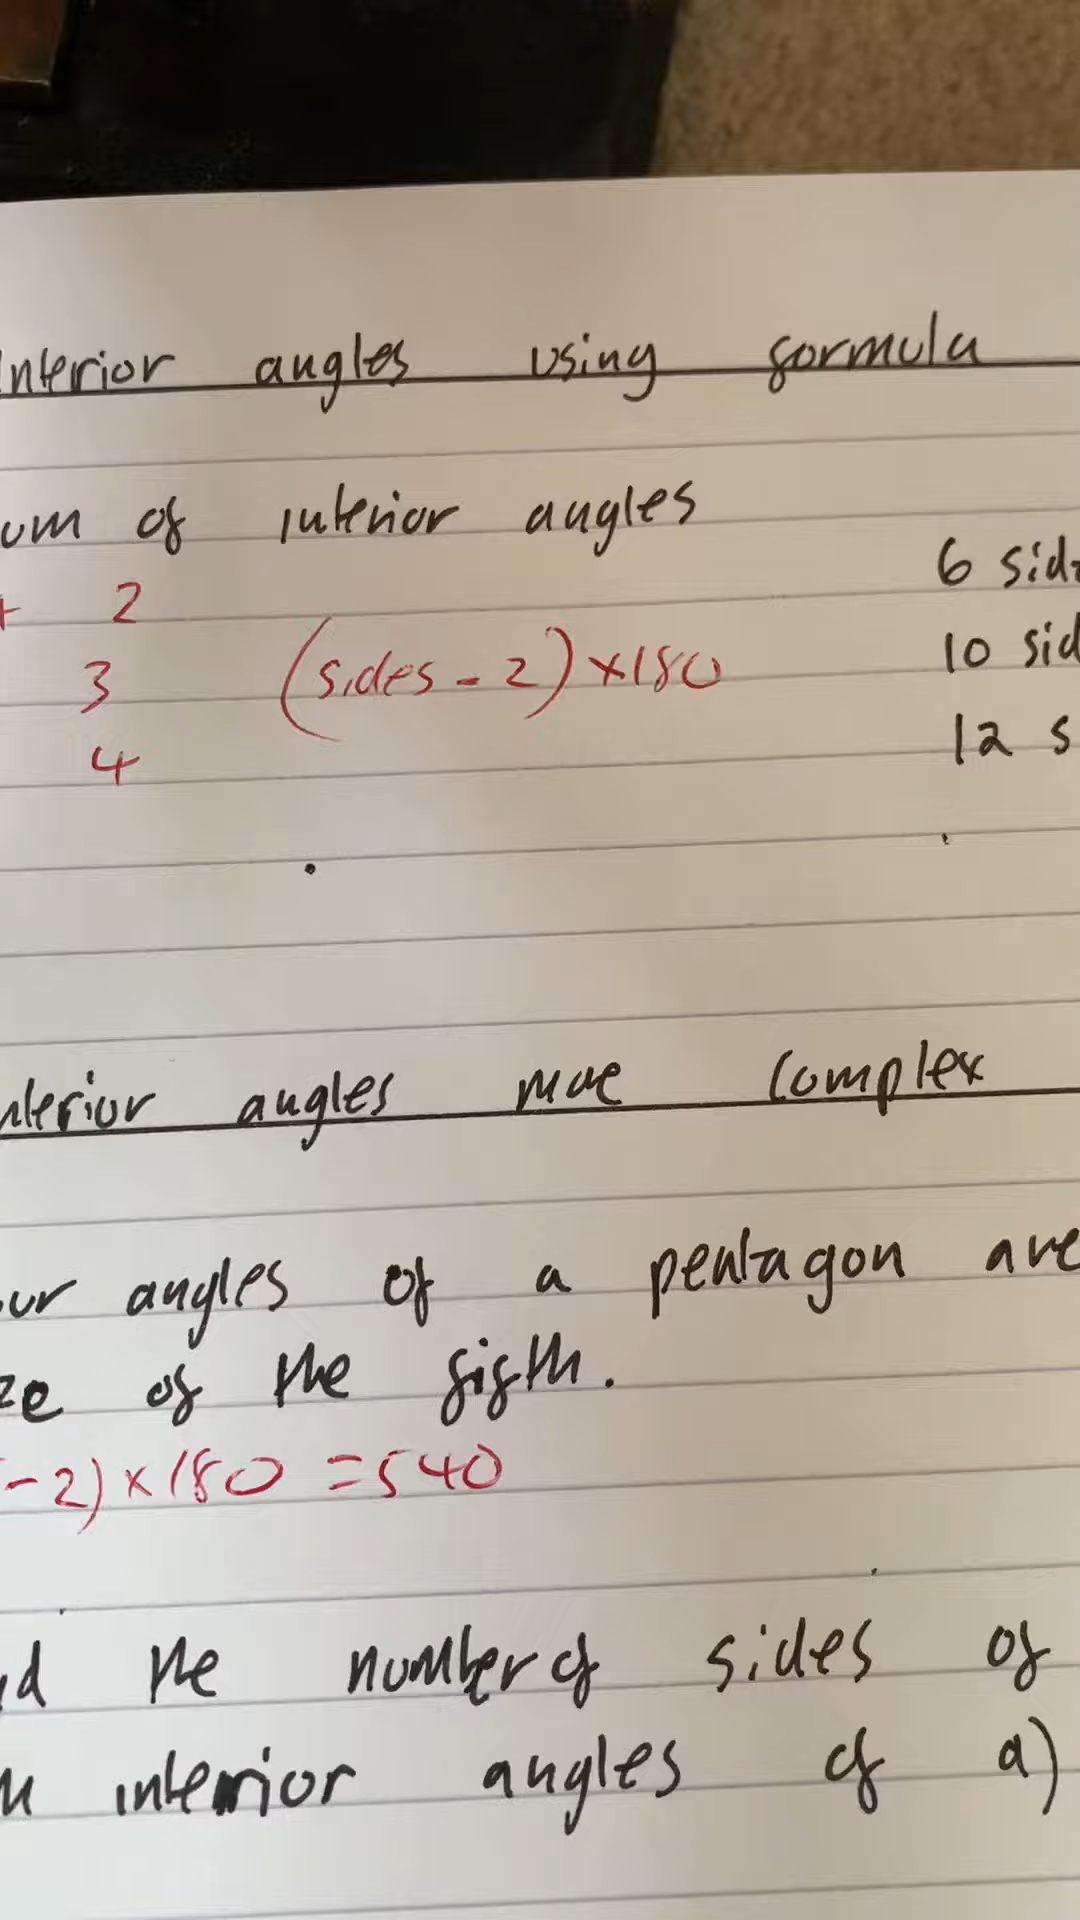 interior angles using formula
um of interior angles
2
3 (sides - 2) ×180
4
6 sid
10 sid
12 s
nterior angles more complex
ur angles of a pentagon are
ze of the fifth.
-2) ×180 = 540
d the number of sides of
m interior angles of a)